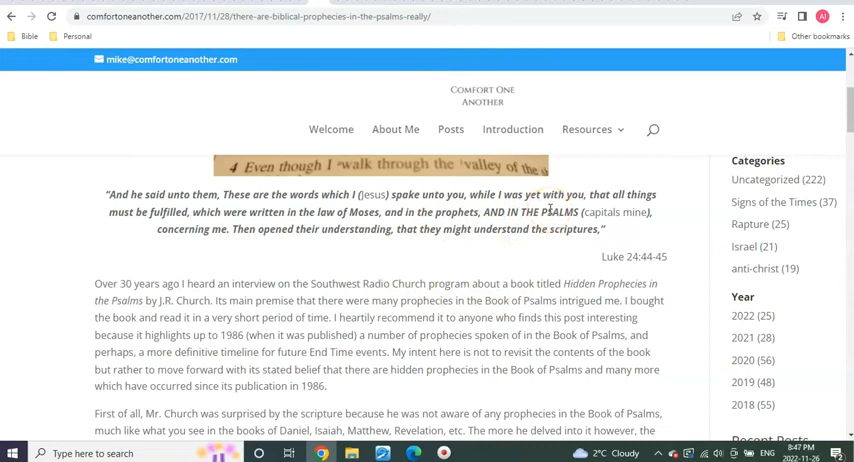 comfortoneanother.com/2017/11/28/there-are-biblical-prophecies-in-the-psalms-really/
AI
Bible
Personal
Other bookmarks
mike@comfortoneanother.com
COMFORT ONE
ANOTHER
Welcome
About Me
Posts
Introduction
Resources
4 Even though I walk through the valley of the
“And he said unto them, These are the words which I (Jesus) spake unto you, while I was yet with you, that all things
must be fulfilled, which were written in the law of Moses, and in the prophets, AND IN THE PSALMS (capitals mine),
concerning me. Then opened their understanding, that they might understand the scriptures,”
Luke 24:44-45
Over 30 years ago I heard an interview on the Southwest Radio Church program about a book titled Hidden Prophecies in
the Psalms by J.R. Church. Its main premise that there were many prophecies in the Book of Psalms intrigued me. I bought
the book and read it in a very short period of time. I heartily recommend it to anyone who finds this post interesting
because it highlights up to 1986 (when it was published) a number of prophecies spoken of in the Book of Psalms, and
perhaps, a more definitive timeline for future End Time events. My intent here is not to revisit the contents of the book
but rather to move forward with its stated belief that there are hidden prophecies in the Book of Psalms and many more
which have occurred since its publication in 1986.
First of all, Mr. Church was surprised by the scripture because he was not aware of any prophecies in the Book of Psalms,
much like what you see in the books of Daniel, Isaiah, Matthew, Revelation, etc. The more he delved into it however, the
Categories
Uncategorized (222)
Signs of the Times (37)
Rapture (25)
Israel (21)
anti-christ (19)
Year
2022 (25)
2021 (28)
2020 (56)
2019 (48)
2018 (55)
Recent Posts
Type here to search
2°C Cloudy
ENG
8:47 PM
2022-11-26
2